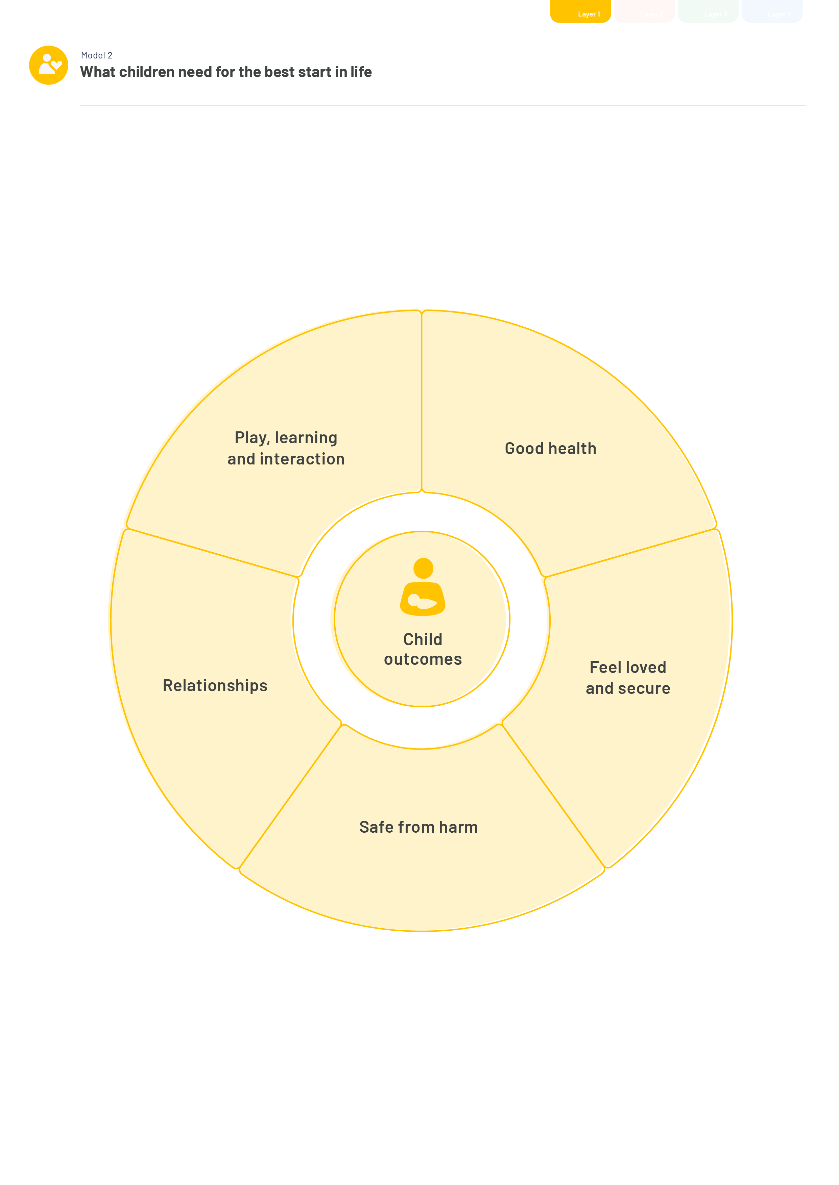 Layer 1
Model 2
What children need for the best start in life
Play, learning
and interaction
Good health
Child
outcomes
Feel loved
and secure
Relationships
Safe from harm